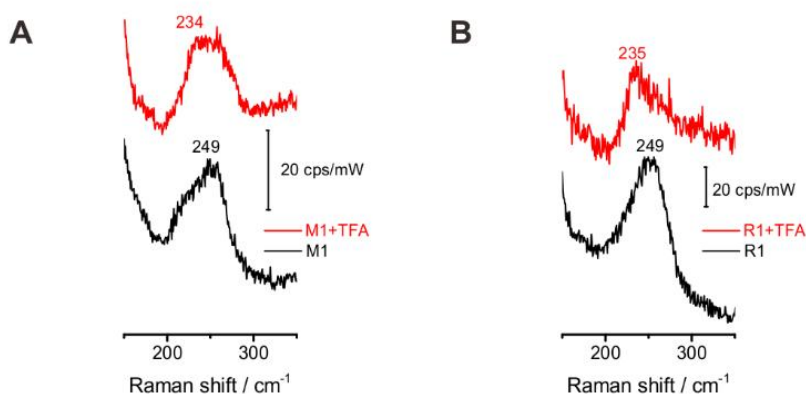 A
234
249
20 cps/mW
M1+TFA
M1
200 300
Raman shift / cm⁻¹
B
235
249
20 cps/mW
R1+TFA
R1
200 300
Raman shift / cm⁻¹